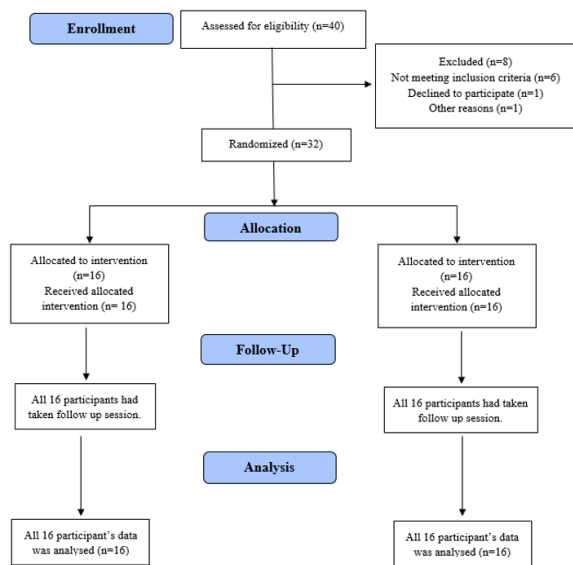 Enrollment
Assessed for eligibility (n=40)
Excluded (n=8)
Not meeting inclusion criteria (n=6)
Declined to participate (n=1)
Other reasons (n=1)
Randomized (n=32)
Allocation
Allocated to intervention
(n=16)
Received allocated
intervention (n= 16)
Allocated to intervention
(n=16)
Received allocated
intervention (n=16)
Follow-Up
All 16 participants had
taken follow up session.
All 16 participants had
taken follow up session.
Analysis
All 16 participant's data
was analysed (n=16)
All 16 participant's data
was analysed (n=16)